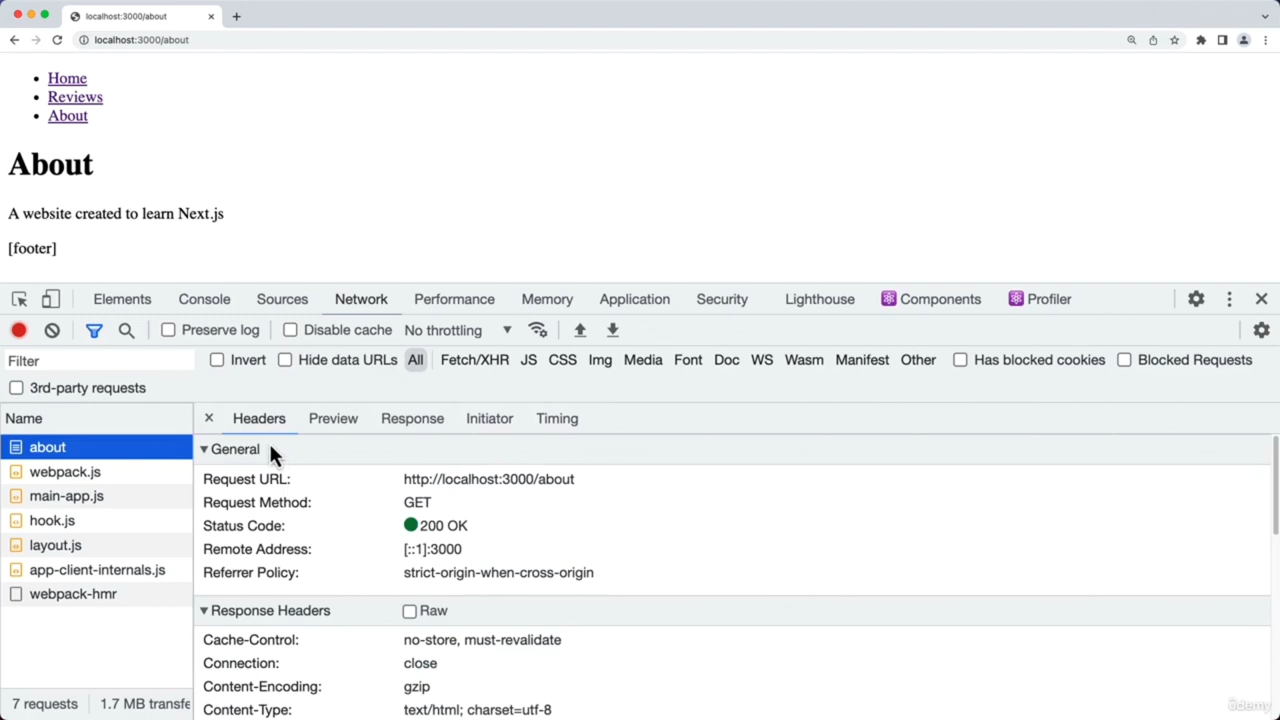 localhost:3000/about
localhost:3000/about
Home
Reviews
About
About
A website created to learn Next.js
[footer]
Elements Console Sources Network Performance Memory Application Security Lighthouse Components Profiler
Preserve log Disable cache No throttling
Filter Invert Hide data URLs All Fetch/XHR JS CSS Img Media Font Doc WS Wasm Manifest Other Has blocked cookies Blocked Requests
3rd-party requests
Name Headers Preview Response Initiator Timing
about
webpack.js
main-app.js
hook.js
layout.js
app-client-internals.js
webpack-hmr
General
Request URL: http://localhost:3000/about
Request Method: GET
Status Code: 200 OK
Remote Address: [::1]:3000
Referrer Policy: strict-origin-when-cross-origin
Response Headers Raw
Cache-Control: no-store, must-revalidate
Connection: close
Content-Encoding: gzip
Content-Type: text/html; charset=utf-8
7 requests 1.7 MB transfe
ûdemy